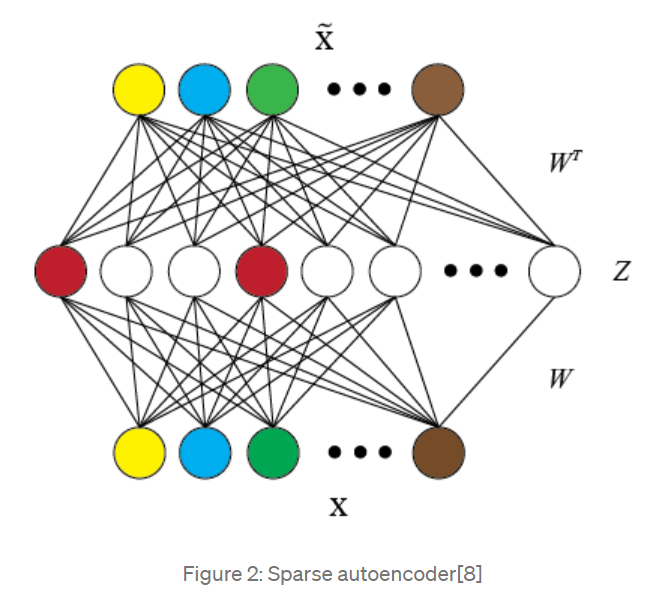 x̃
Wᵀ
Z
W
x
Figure 2: Sparse autoencoder[8]